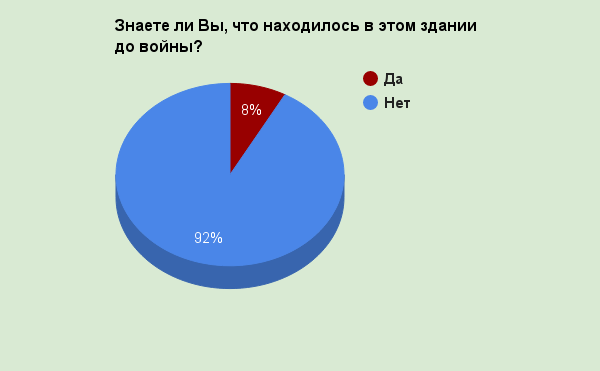 Знаете ли Вы, что находилось в этом здании
до войны?
Да
Нет
8%
92%